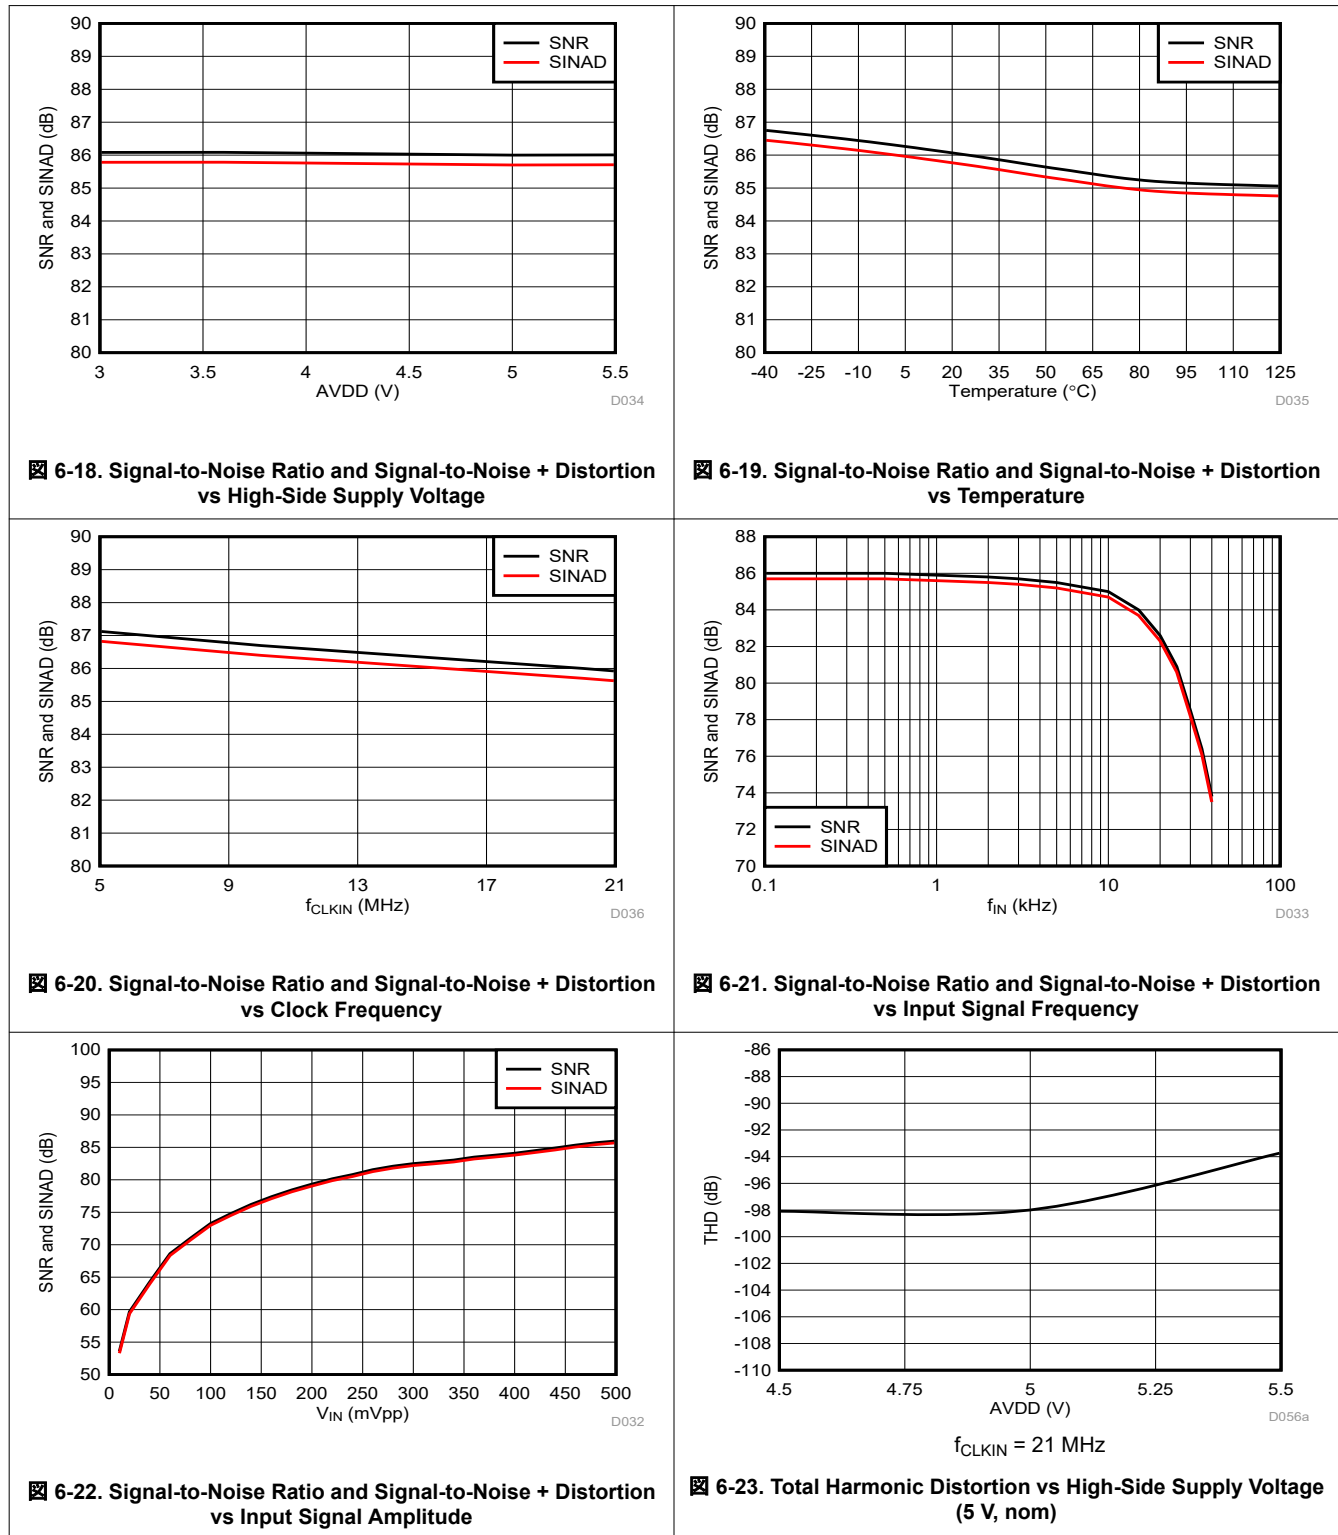 90
89
88
87
86
85
84
83
82
81
80
SNR and SINAD (dB)
SNR
SINAD
3 3.5 4 4.5 5 5.5
AVDD (V)
D034
図 6-18. Signal-to-Noise Ratio and Signal-to-Noise + Distortion
vs High-Side Supply Voltage
90
89
88
87
86
85
84
83
82
81
80
SNR and SINAD (dB)
SNR
SINAD
-40 -25 -10 5 20 35 50 65 80 95 110 125
Temperature (°C)
D035
図 6-19. Signal-to-Noise Ratio and Signal-to-Noise + Distortion
vs Temperature
90
89
88
87
86
85
84
83
82
81
80
SNR and SINAD (dB)
SNR
SINAD
5 9 13 17 21
fCLKIN (MHz)
D036
図 6-20. Signal-to-Noise Ratio and Signal-to-Noise + Distortion
vs Clock Frequency
88
86
84
82
80
78
76
74
72
70
SNR and SINAD (dB)
SNR
SINAD
0.1 1 10 100
fIN (kHz)
D033
図 6-21. Signal-to-Noise Ratio and Signal-to-Noise + Distortion
vs Input Signal Frequency
100
95
90
85
80
75
70
65
60
55
50
SNR and SINAD (dB)
SNR
SINAD
0 50 100 150 200 250 300 350 400 450 500
VIN (mVpp)
D032
図 6-22. Signal-to-Noise Ratio and Signal-to-Noise + Distortion
vs Input Signal Amplitude
-86
-88
-90
-92
-94
-96
-98
-100
-102
-104
-106
-108
-110
THD (dB)
4.5 4.75 5 5.25 5.5
AVDD (V)
D056a
fCLKIN = 21 MHz
図 6-23. Total Harmonic Distortion vs High-Side Supply Voltage
(5 V, nom)